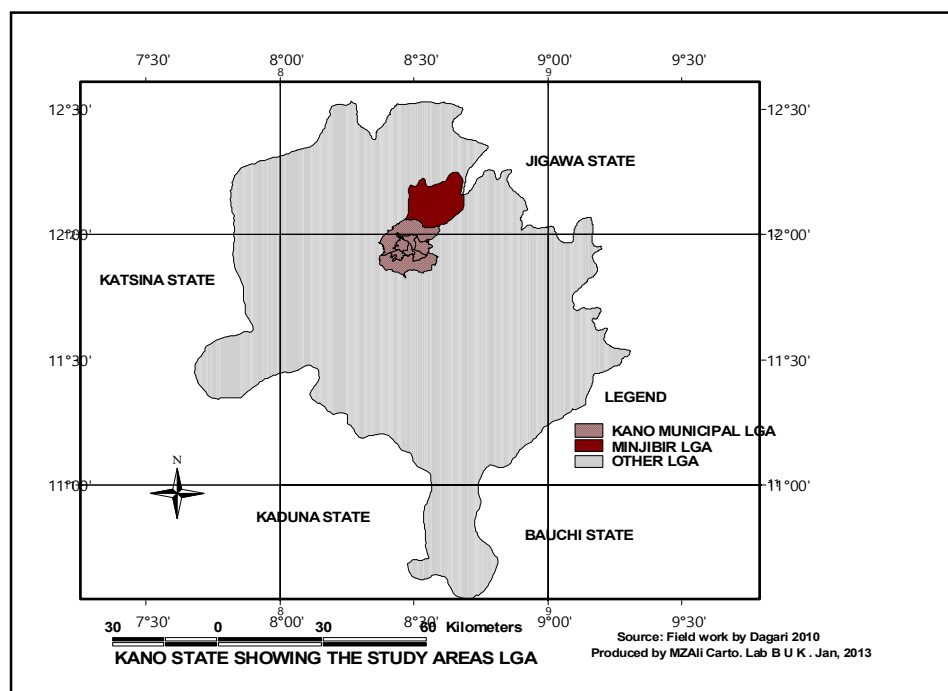 7°30' 8°00' 8°30' 9°00' 9°30'
8 9
12°30' 12°30'
JIGAWA STATE
12°00' 12°00'
KATSINA STATE
11°30' 11°30'
LEGEND
KANO MUNICIPAL LGA
MINJIBIR LGA
OTHER LGA
N
11°00' 11°00'
KADUNA STATE
BAUCHI STATE
8 9
7°30' 8°00' 8°30' 9°00' 9°30'
30 0 30 60 Kilometers
KANO STATE SHOWING THE STUDY AREAS LGA
Source: Field work by Dagari 2010
Produced by MZAli Carto. Lab B U K . Jan, 2013